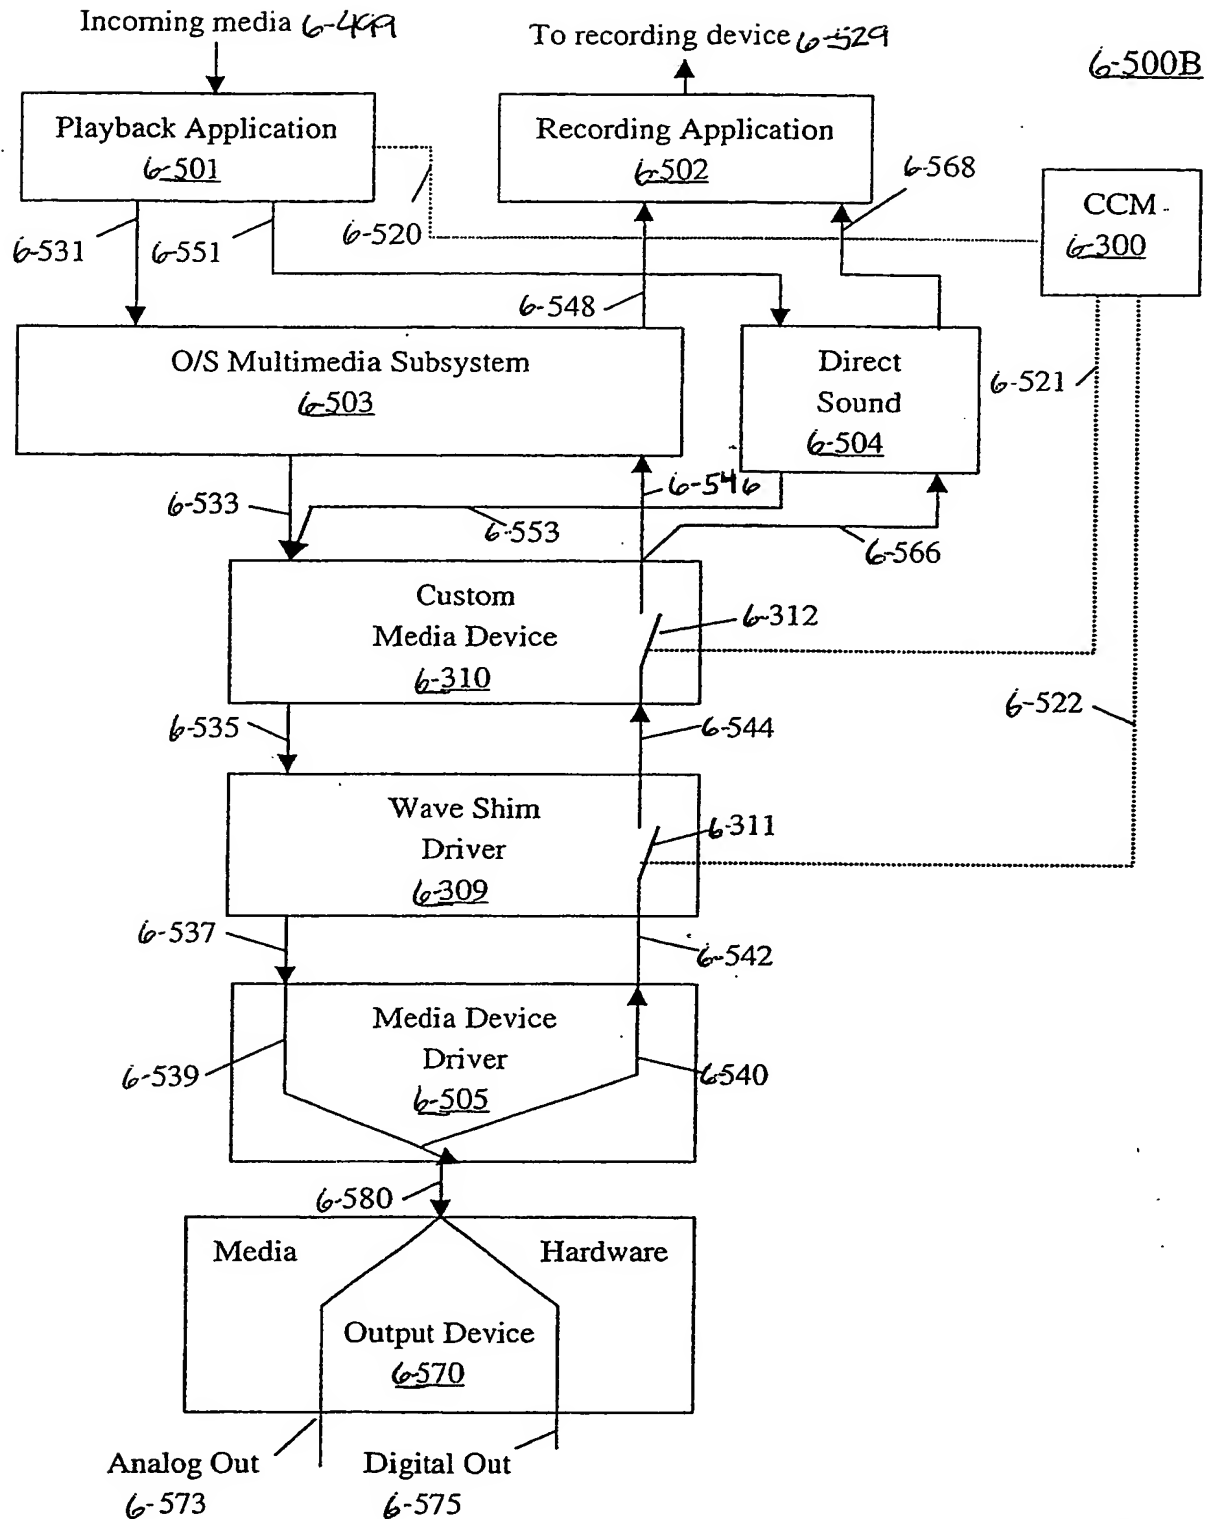 Incoming media 6-499
To recording device 6-529
6-500B
Playback Application
6-501
Recording Application
6-502
6-568
CCM
6-300
6-531
6-551
6-520
6-548
O/S Multimedia Subsystem
6-503
Direct
Sound
6-504
6-521
6-533
6-553
6-546
6-566
Custom
Media Device
6-310
6-312
6-535
6-544
6-522
Wave Shim
Driver
6-309
6-311
6-537
6-542
Media Device
Driver
6-505
6-539
6-540
6-580
Media
Hardware
Output Device
6-570
Analog Out
6-573
Digital Out
6-575